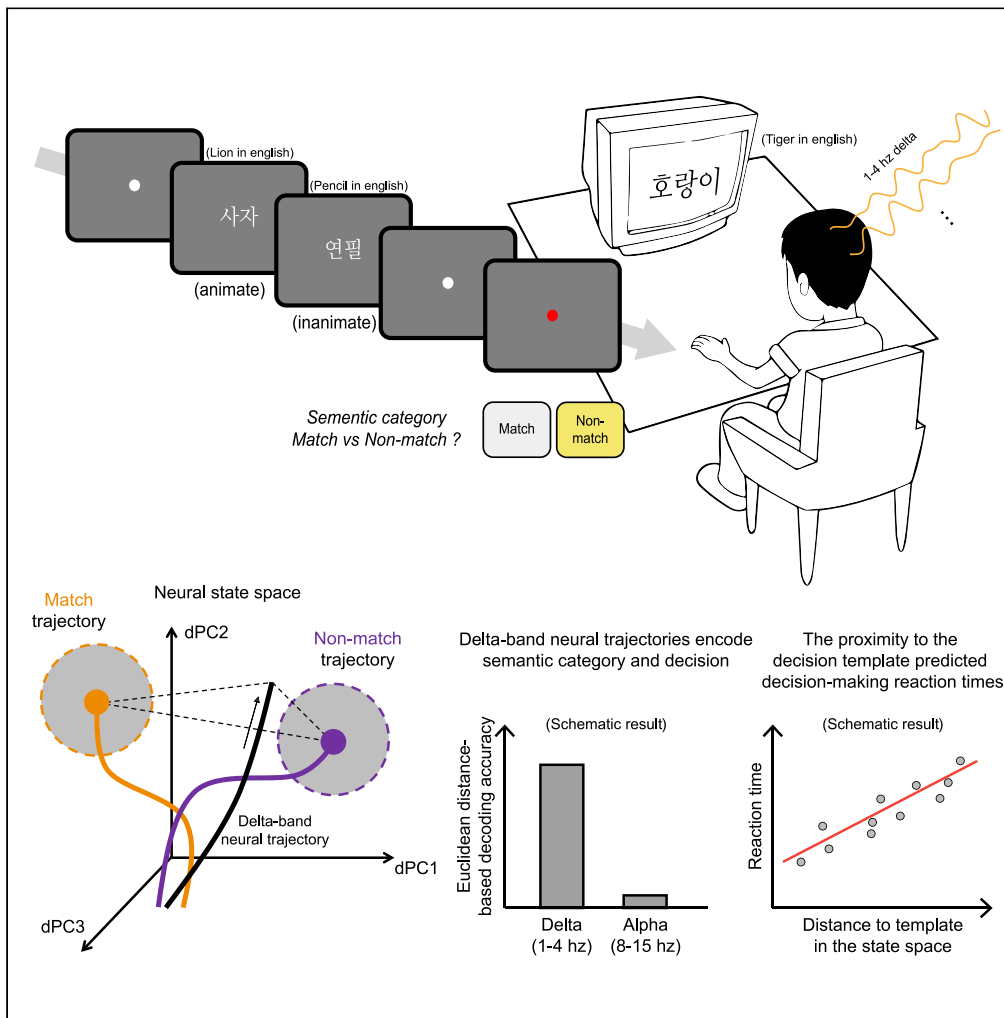 (Lion in english)
사자
(animate)
(Pencil in english)
연필
(inanimate)
(Tiger in english)
호랑이
1-4 hz delta
...
Sementic category
Match vs Non-match ?
Match
Non-
match
Match
trajectory
Neural state space
dPC2
Non-match
trajectory
Delta-band
neural trajectory
dPC1
dPC3
Delta-band neural trajectories encode
semantic category and decision
(Schematic result)
Euclidean distance-
based decoding accuracy
Delta
(1-4 hz)
Alpha
(8-15 hz)
The proximity to the
decision template predicted
decision-making reaction times
(Schematic result)
Reaction time
Distance to template
in the state space